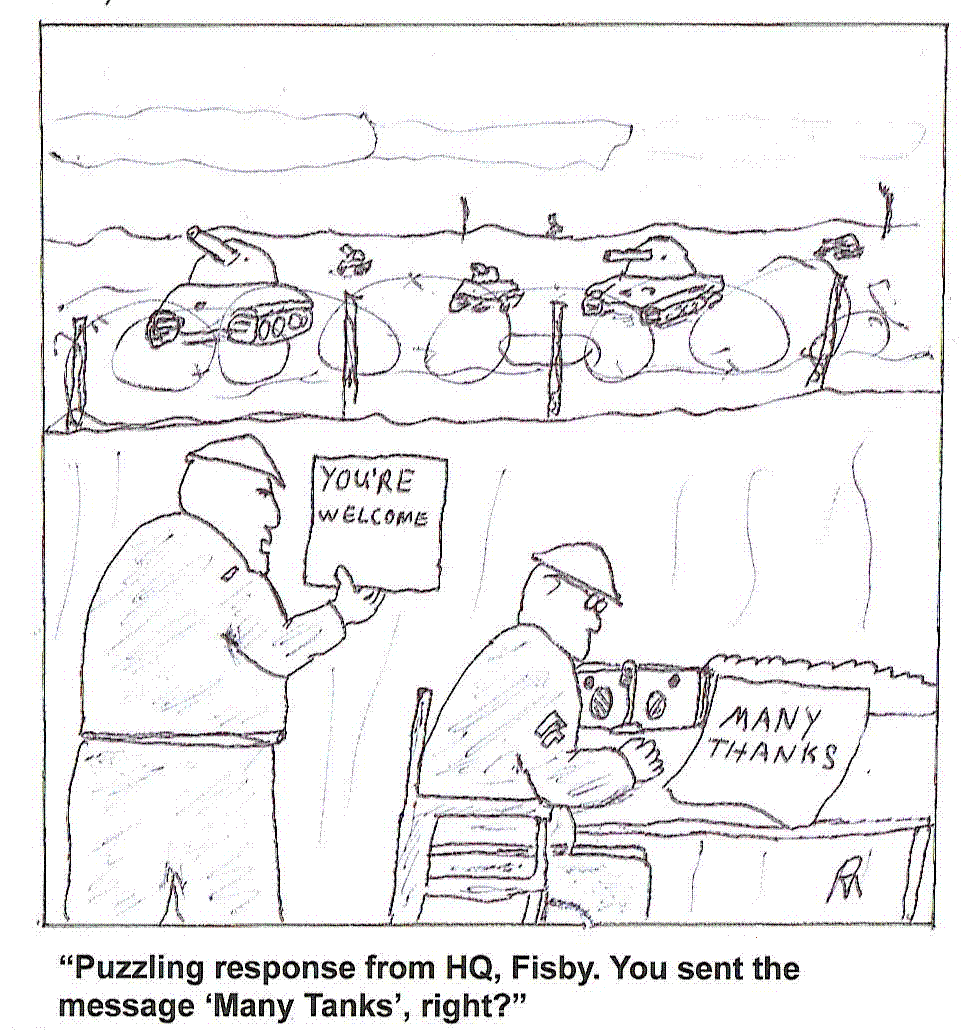 YOU'RE
WELCOME
MANY
THANKS
“Puzzling response from HQ, Fisby. You sent the
message ‘Many Tanks’, right?”